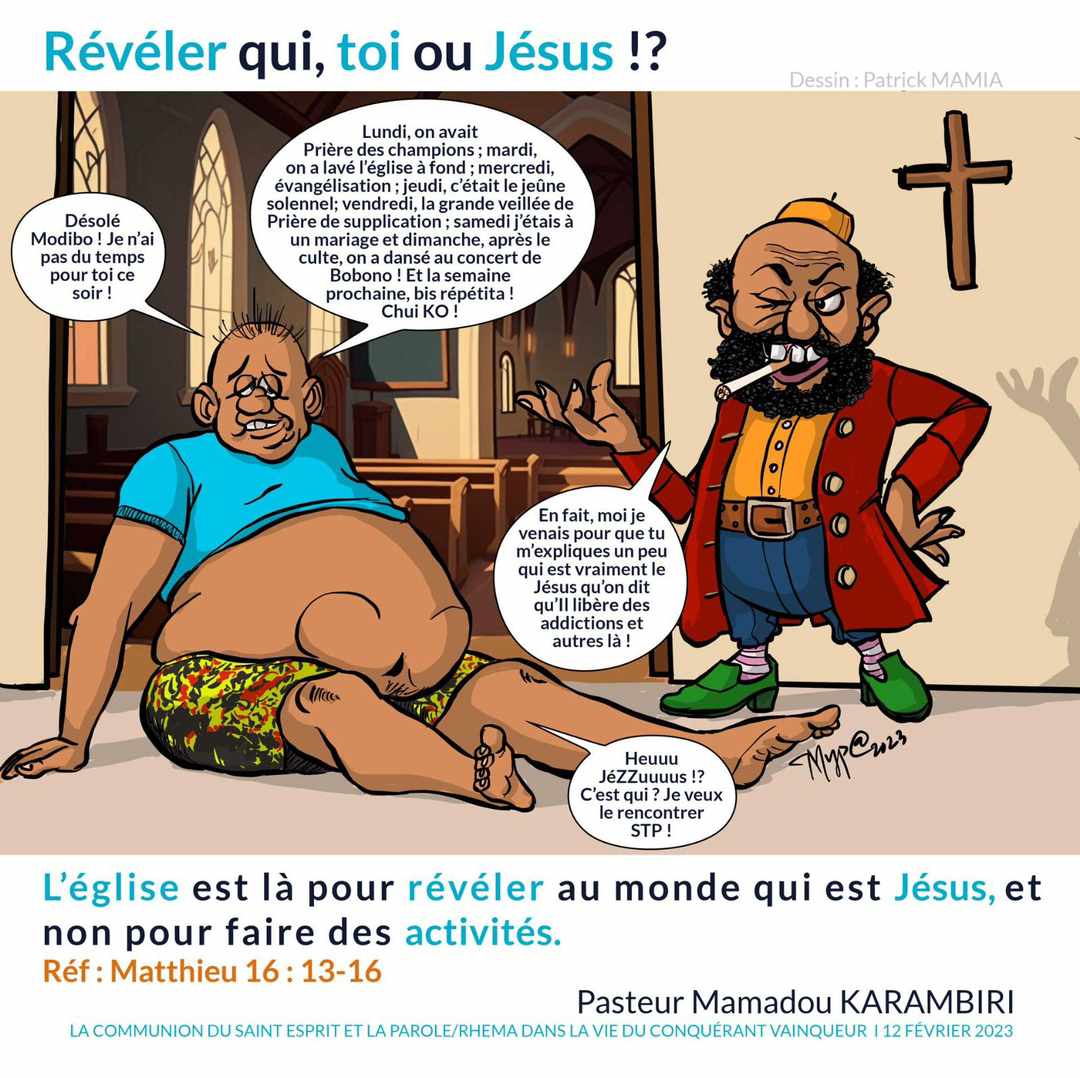 Révéler qui, toi ou Jésus !?
Dessin : Patrick MAMIA
Désolé
Modibo ! Je n'ai
pas du temps
pour toi ce
soir !
Lundi, on avait
Prière des champions ; mardi,
on a lavé l'église à fond ; mercredi,
évangélisation ; jeudi, c'était le jeûne
solennel; vendredi, la grande veillée de
Prière de supplication ; samedi j'étais à
un mariage et dimanche, après le
culte, on a dansé au concert de
Bobono ! Et la semaine
prochaine, bis répétita !
Chui KO !
En fait, moi je
venais pour que tu
m'expliques un peu
qui est vraiment le
Jésus qu'on dit
qu'Il libère des
addictions et
autres là !
Heuuu
JéZZuuuus !?
C'est qui ? Je veux
le rencontrer
STP !
Myp@2023
L'église est là pour révéler au monde qui est Jésus, et
non pour faire des activités.
Réf : Matthieu 16 : 13-16
Pasteur Mamadou KARAMBIRI
LA COMMUNION DU SAINT ESPRIT ET LA PAROLE/RHEMA DANS LA VIE DU CONQUÉRANT VAINQUEUR I 12 FÉVRIER 2023